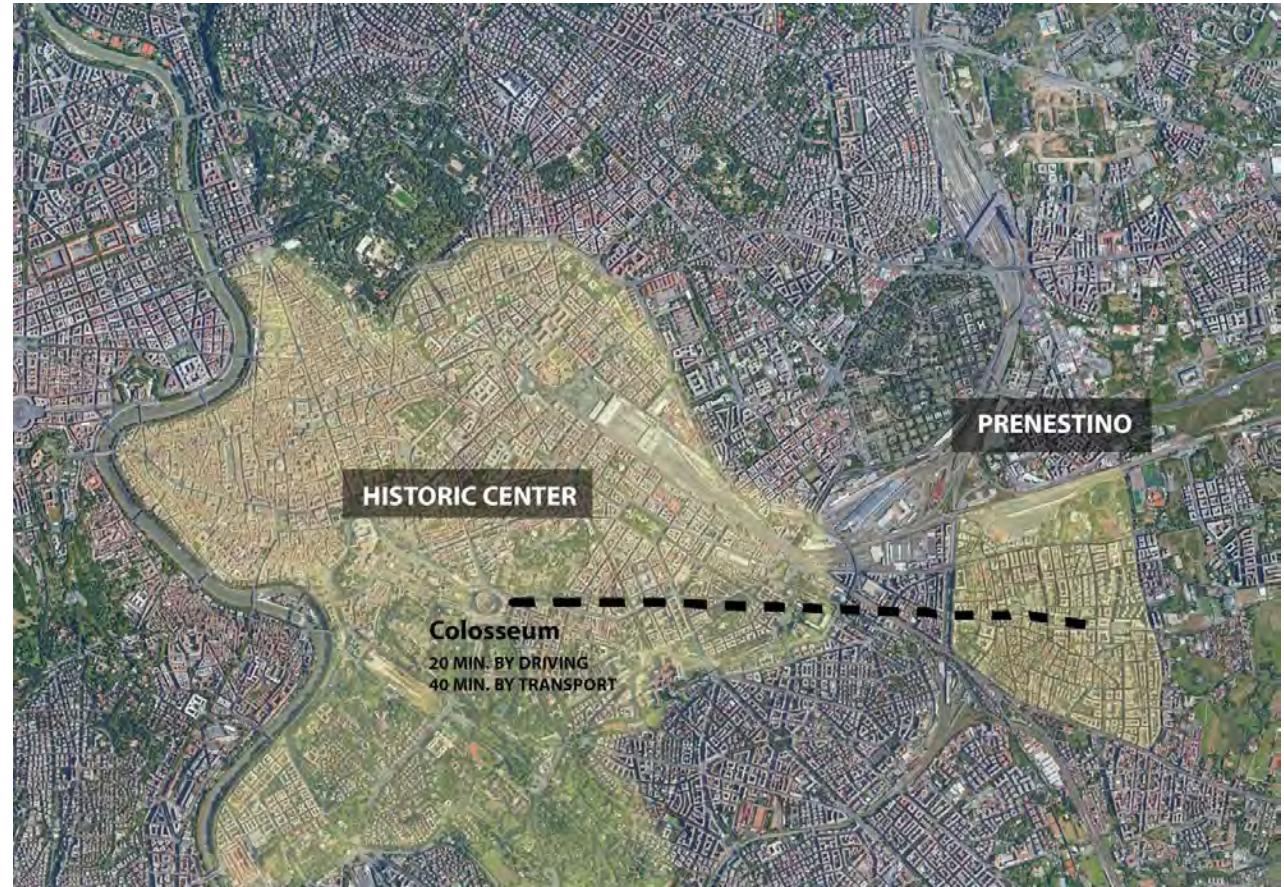 PRENESTINO
HISTORIC CENTER
Colosseum
20 MIN. BY DRIVING
40 MIN. BY TRANSPORT